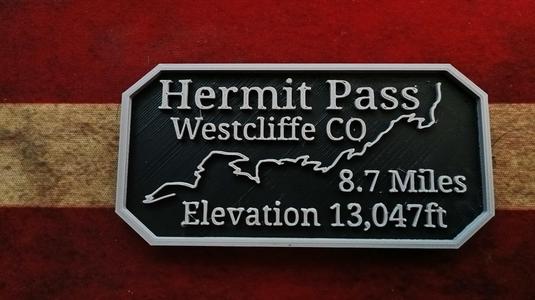 Hermit Pass
Westcliffe CO
8.7 Miles
Elevation 13,047ft